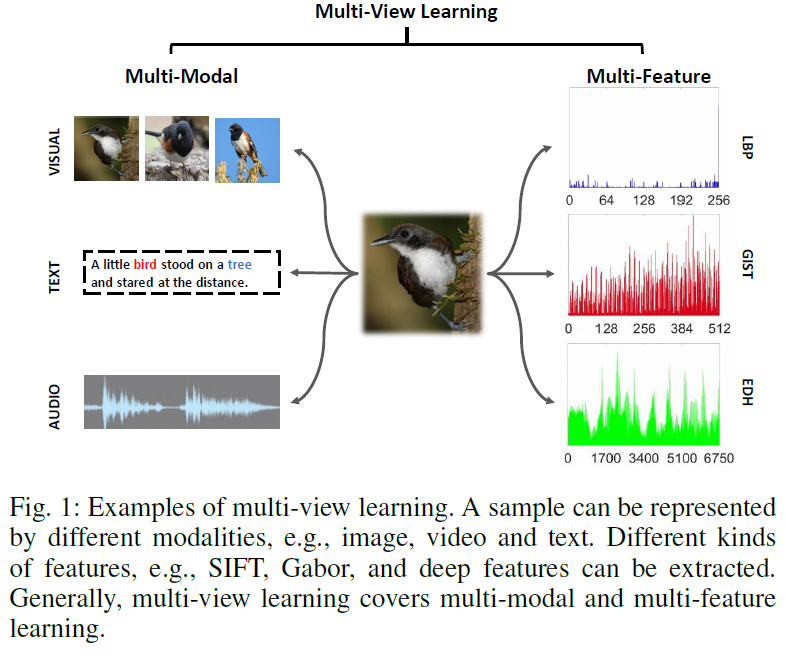 Multi-View Learning
Multi-Modal
Multi-Feature
VISUAL
TEXT
A little bird stood on a tree
and stared at the distance.
AUDIO
LBP
0 64 128 192 256
GIST
0 128 256 384 512
EDH
0 1700 3400 5100 6750
Fig. 1: Examples of multi-view learning. A sample can be represented
by different modalities, e.g., image, video and text. Different kinds
of features, e.g., SIFT, Gabor, and deep features can be extracted.
Generally, multi-view learning covers multi-modal and multi-feature
learning.